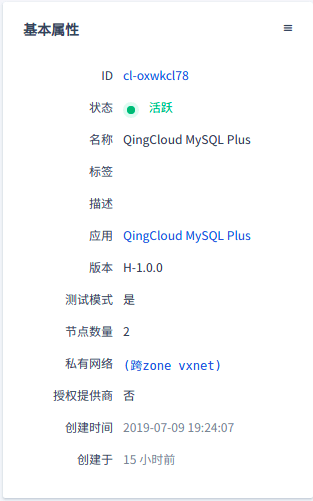 基本属性
ID cl-oxwkcl78
状态 活跃
名称 QingCloud MySQL Plus
标签
描述
应用 QingCloud MySQL Plus
版本 H-1.0.0
测试模式 是
节点数量 2
私有网络 (跨zone vxnet)
授权提供商 否
创建时间 2019-07-09 19:24:07
创建于 15 小时前